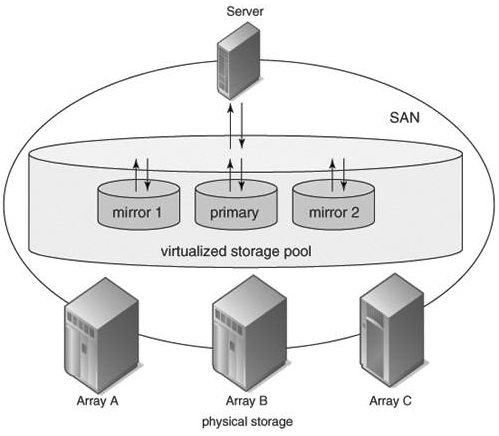 Server
SAN
mirror 1
primary
mirror 2
virtualized storage pool
Array A
Array B
Array C
physical storage